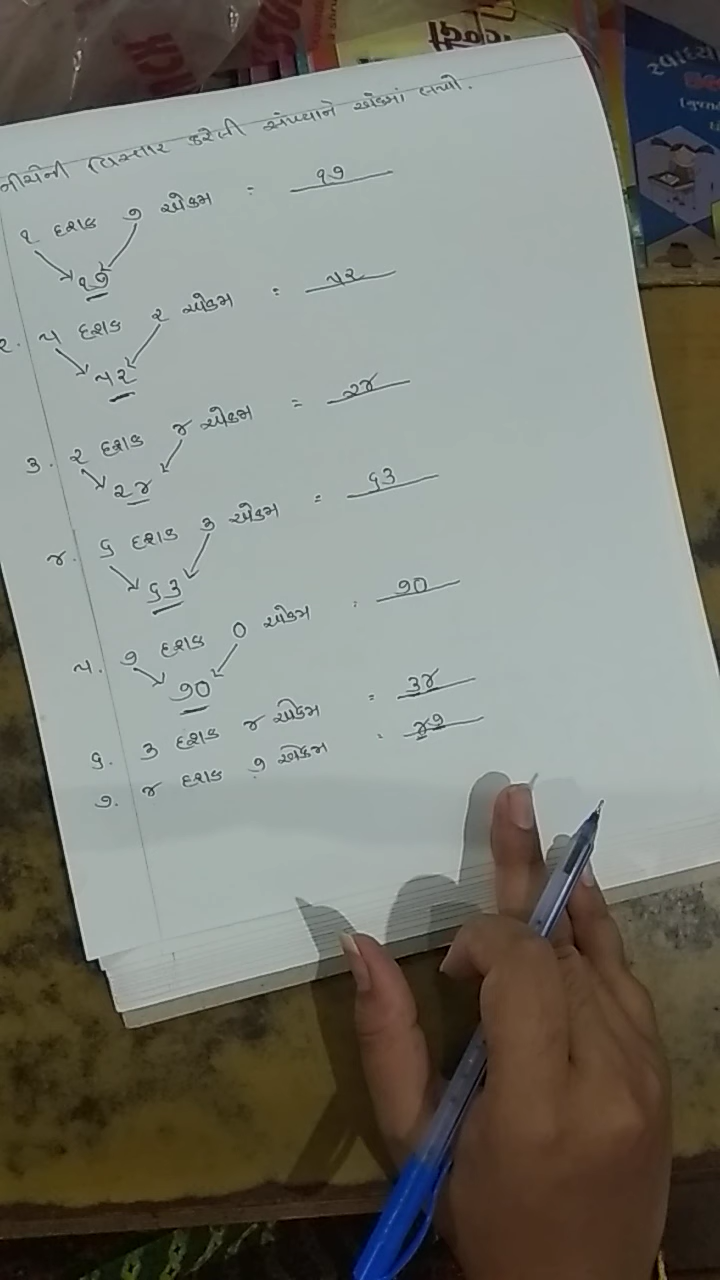 નીચેની વિસ્તાર કરેલી સંખ્યાને એકમાં લખો.
૧ દશક ૭ એકમ = ૧૭
૧૭
૨. ૫ દશક ૨ એકમ = ૫૨
૫૨
૩. ૨ દશક ૪ એકમ = ૨૪
૨૪
૪. ૬ દશક ૩ એકમ = ૬૩
૬૩
૫. ૭ દશક ૦ એકમ = ૭૦
૭૦
૬. ૩ દશક ૪ એકમ = ૩૪
૭. ૪ દશક ૭ એકમ = ૪૭
સ્વાધ્યા